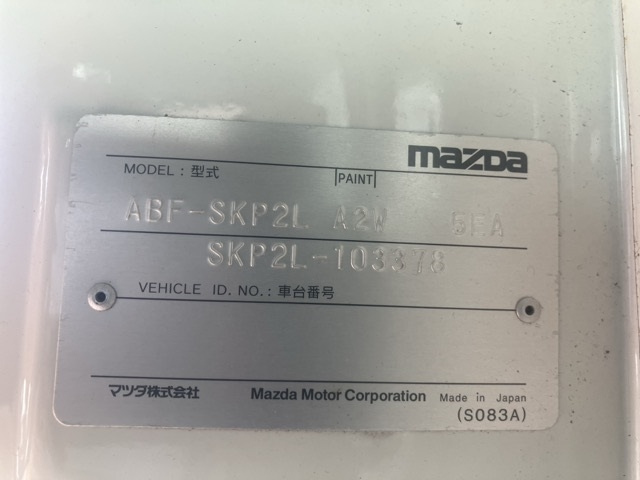 mazda
MODEL : 型式 PAINT
ABF-SKP2L A2W 5FA
SKP2L-103378
VEHICLE ID. NO. : 車台番号
マツダ株式会社 Mazda Motor Corporation Made in Japan
(S083A)